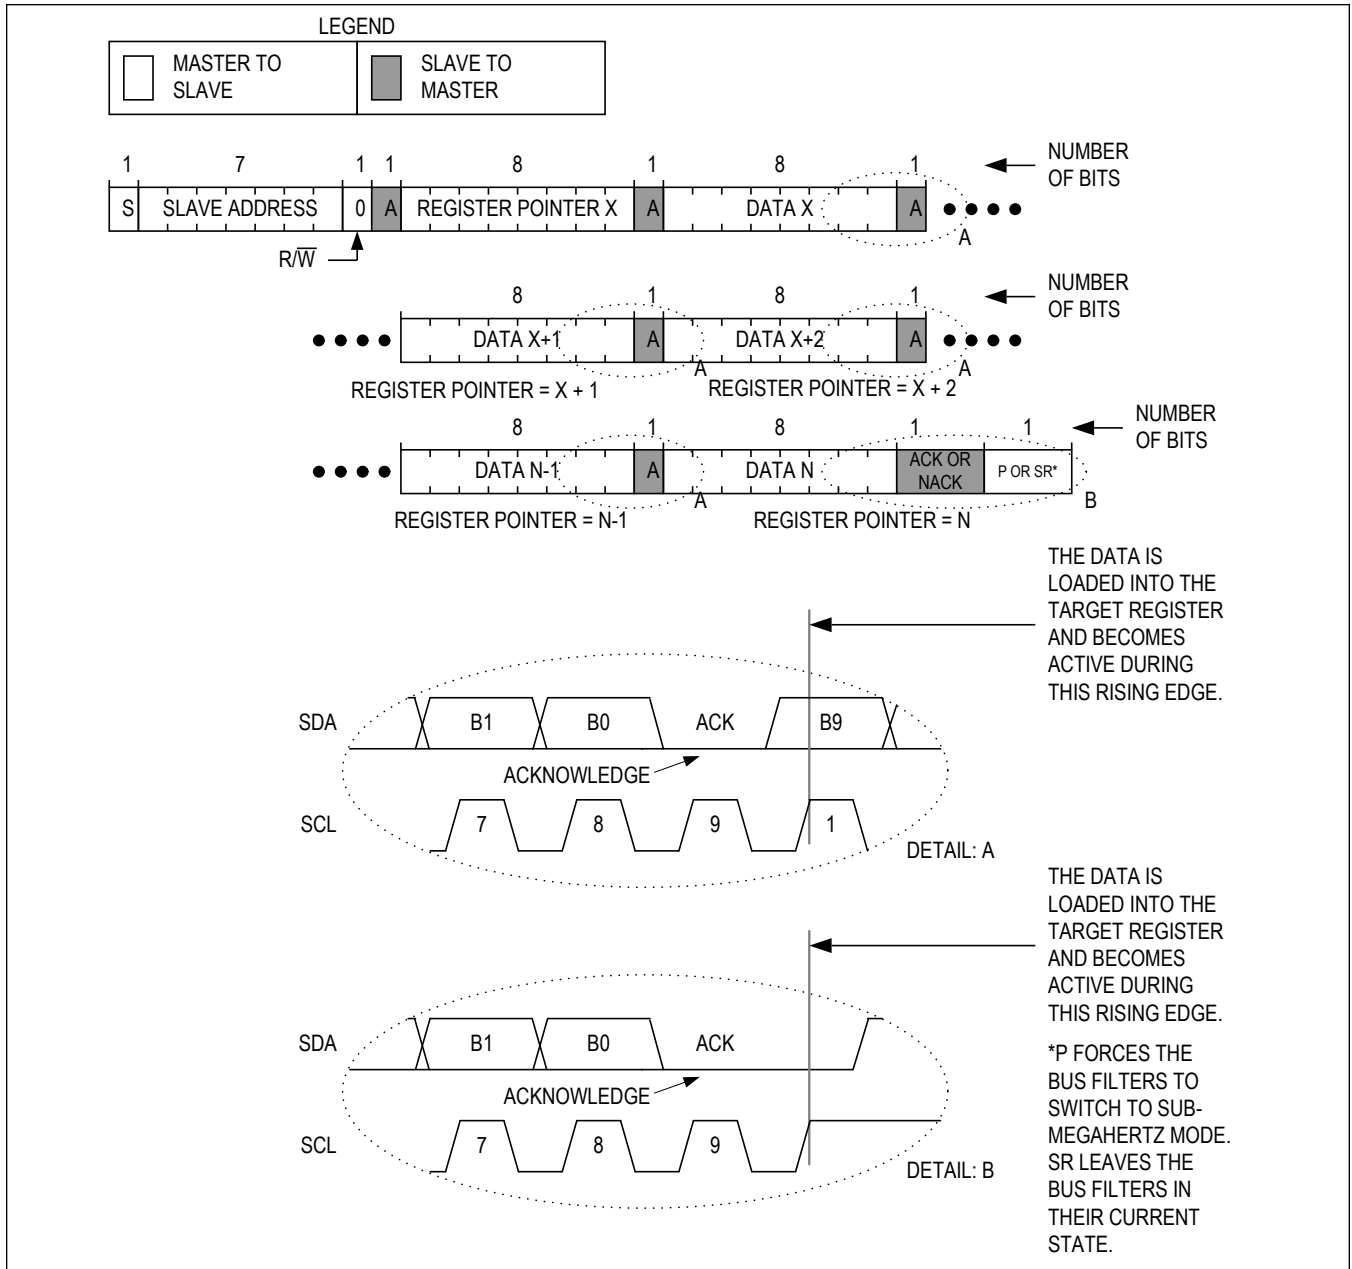 LEGEND
MASTER TO
SLAVE
SLAVE TO
MASTER
1 7 1 1 8 1 8 1
NUMBER
OF BITS
S SLAVE ADDRESS 0 A REGISTER POINTER X A DATA X A
A
R/W̅
8 1 8 1
NUMBER
OF BITS
DATA X+1 A DATA X+2 A
A A
REGISTER POINTER = X + 1 REGISTER POINTER = X + 2
8 1 8 1 1
NUMBER
OF BITS
DATA N-1 A DATA N ACK OR
NACK P OR SR*
A B
REGISTER POINTER = N-1 REGISTER POINTER = N
THE DATA IS
LOADED INTO THE
TARGET REGISTER
AND BECOMES
ACTIVE DURING
THIS RISING EDGE.
SDA B1 B0 ACK B9
ACKNOWLEDGE
SCL 7 8 9 1
DETAIL: A
THE DATA IS
LOADED INTO THE
TARGET REGISTER
AND BECOMES
ACTIVE DURING
THIS RISING EDGE.
SDA B1 B0 ACK
ACKNOWLEDGE
SCL 7 8 9
DETAIL: B
*P FORCES THE
BUS FILTERS TO
SWITCH TO SUB-
MEGAHERTZ MODE.
SR LEAVES THE
BUS FILTERS IN
THEIR CURRENT
STATE.